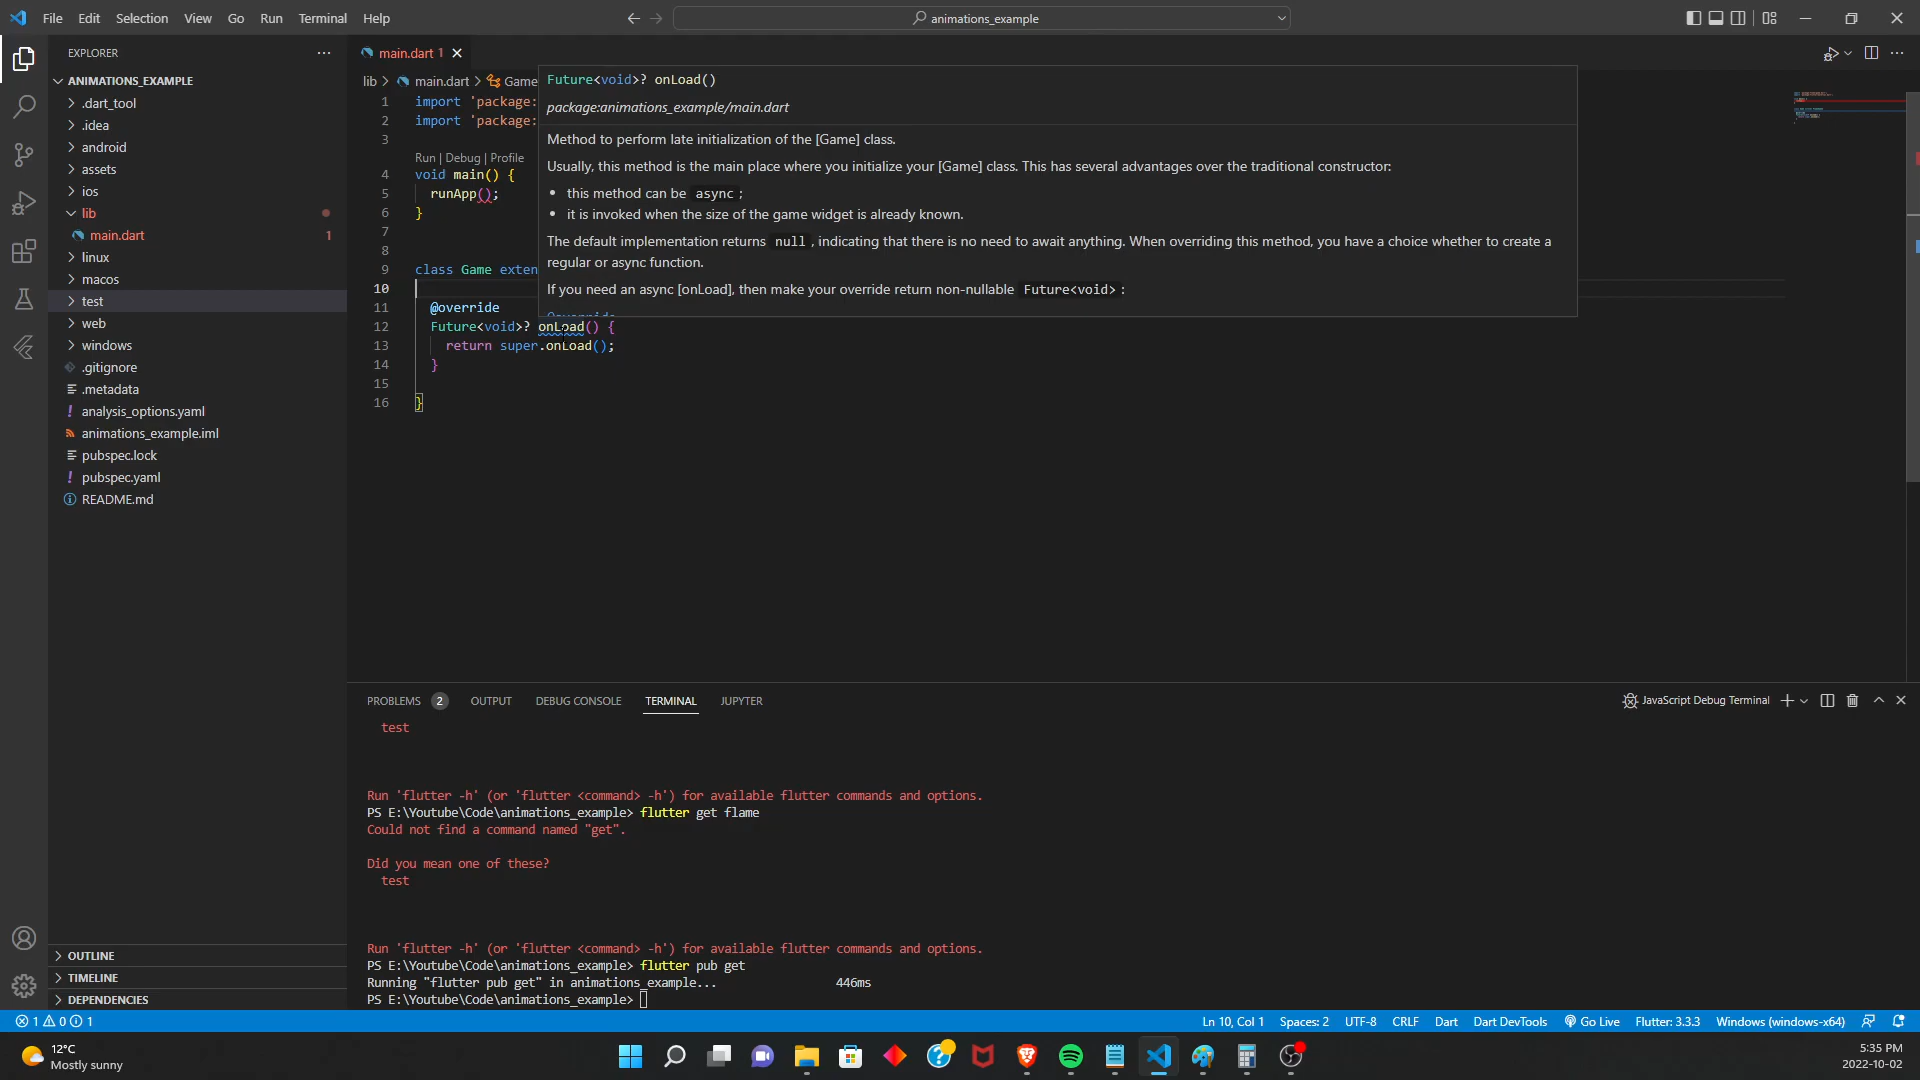 File Edit Selection View Go Run Terminal Help
animations_example
EXPLORER
ANIMATIONS_EXAMPLE
.dart_tool
.idea
android
assets
ios
lib
main.dart 1
linux
macos
test
web
windows
.gitignore
.metadata
analysis_options.yaml
animations_example.iml
pubspec.lock
pubspec.yaml
README.md
OUTLINE
TIMELINE
DEPENDENCIES
main.dart 1
lib > main.dart > Game
1 import 'package:
2 import 'package:
3
Run | Debug | Profile
4 void main() {
5 runApp();
6 }
7
8
9 class Game exten
10
11 @override
12 Future<void>? onLoad() {
13 return super.onLoad();
14 }
15
16 }
Future<void>? onLoad()
package:animations_example/main.dart
Method to perform late initialization of the [Game] class.
Usually, this method is the main place where you initialize your [Game] class. This has several advantages over the traditional constructor:
• this method can be async ;
• it is invoked when the size of the game widget is already known.
The default implementation returns null , indicating that there is no need to await anything. When overriding this method, you have a choice whether to create a
regular or async function.
If you need an async [onLoad], then make your override return non-nullable Future<void> :
@override
PROBLEMS 2 OUTPUT DEBUG CONSOLE TERMINAL JUPYTER
JavaScript Debug Terminal
test
Run 'flutter -h' (or 'flutter <command> -h') for available flutter commands and options.
PS E:\Youtube\Code\animations_example> flutter get flame
Could not find a command named "get".
Did you mean one of these?
test
Run 'flutter -h' (or 'flutter <command> -h') for available flutter commands and options.
PS E:\Youtube\Code\animations_example> flutter pub get
Running "flutter pub get" in animations_example... 446ms
PS E:\Youtube\Code\animations_example>
1 0 1
Ln 10, Col 1 Spaces: 2 UTF-8 CRLF Dart Dart DevTools Go Live Flutter: 3.3.3 Windows (windows-x64)
12°C
Mostly sunny
5:35 PM
2022-10-02